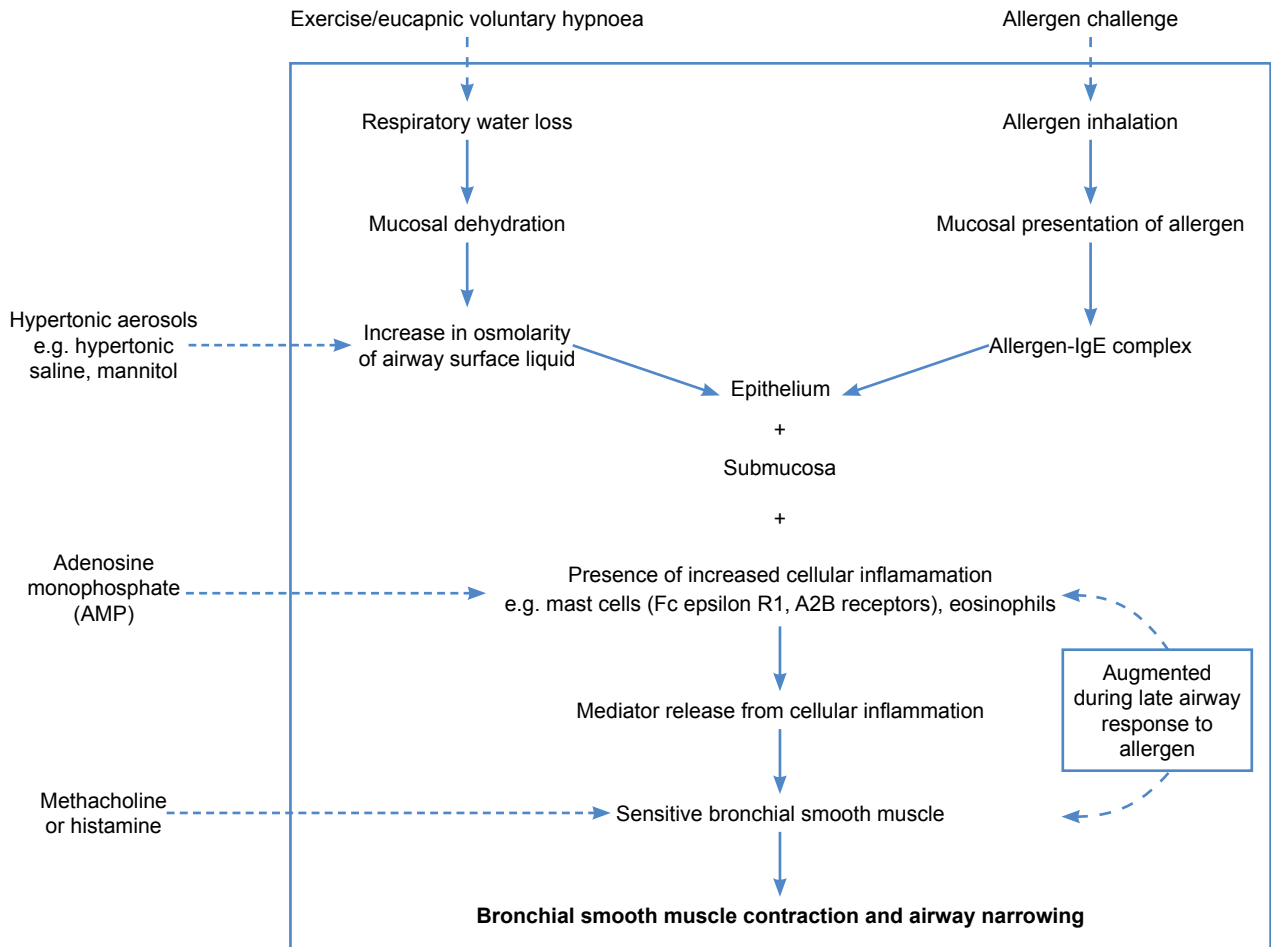 Exercise/eucapnic voluntary hypnoea
Allergen challenge
Respiratory water loss
Allergen inhalation
Mucosal dehydration
Mucosal presentation of allergen
Hypertonic aerosols
e.g. hypertonic
saline, mannitol
Increase in osmolarity
of airway surface liquid
Allergen-IgE complex
Epithelium
+
Submucosa
+
Adenosine
monophosphate
(AMP)
Presence of increased cellular inflamamation
e.g. mast cells (Fc epsilon R1, A2B receptors), eosinophils
Augmented
during late airway
response to
allergen
Mediator release from cellular inflammation
Methacholine
or histamine
Sensitive bronchial smooth muscle
Bronchial smooth muscle contraction and airway narrowing